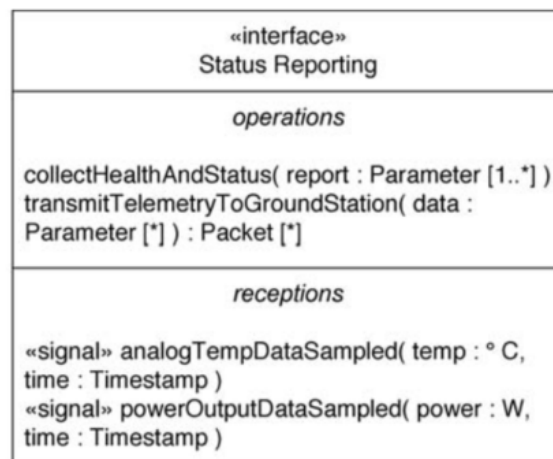 «interface»
Status Reporting
operations
collectHealthAndStatus( report : Parameter [1..*] )
transmitTelemetryToGroundStation( data :
Parameter [*] ) : Packet [*]
receptions
«signal» analogTempDataSampled( temp : ° C,
time : Timestamp )
«signal» powerOutputDataSampled( power : W,
time : Timestamp )